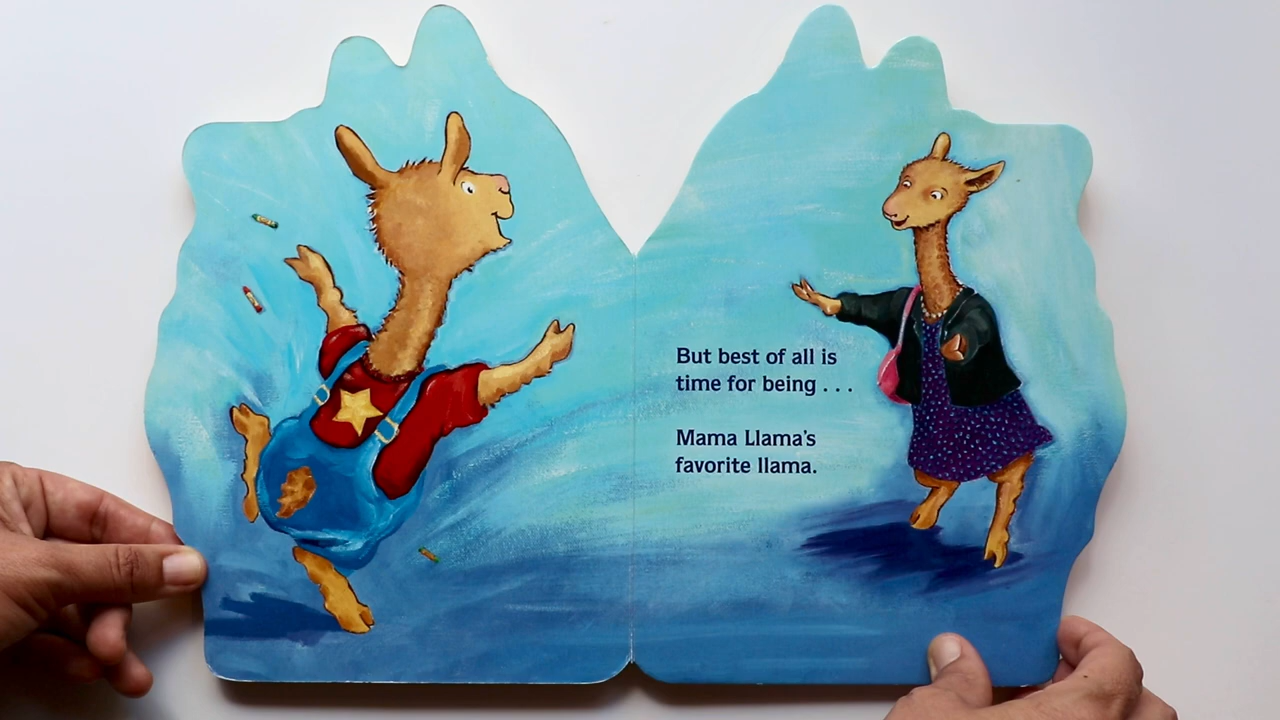 But best of all is
time for being . . .
Mama Llama's
favorite llama.